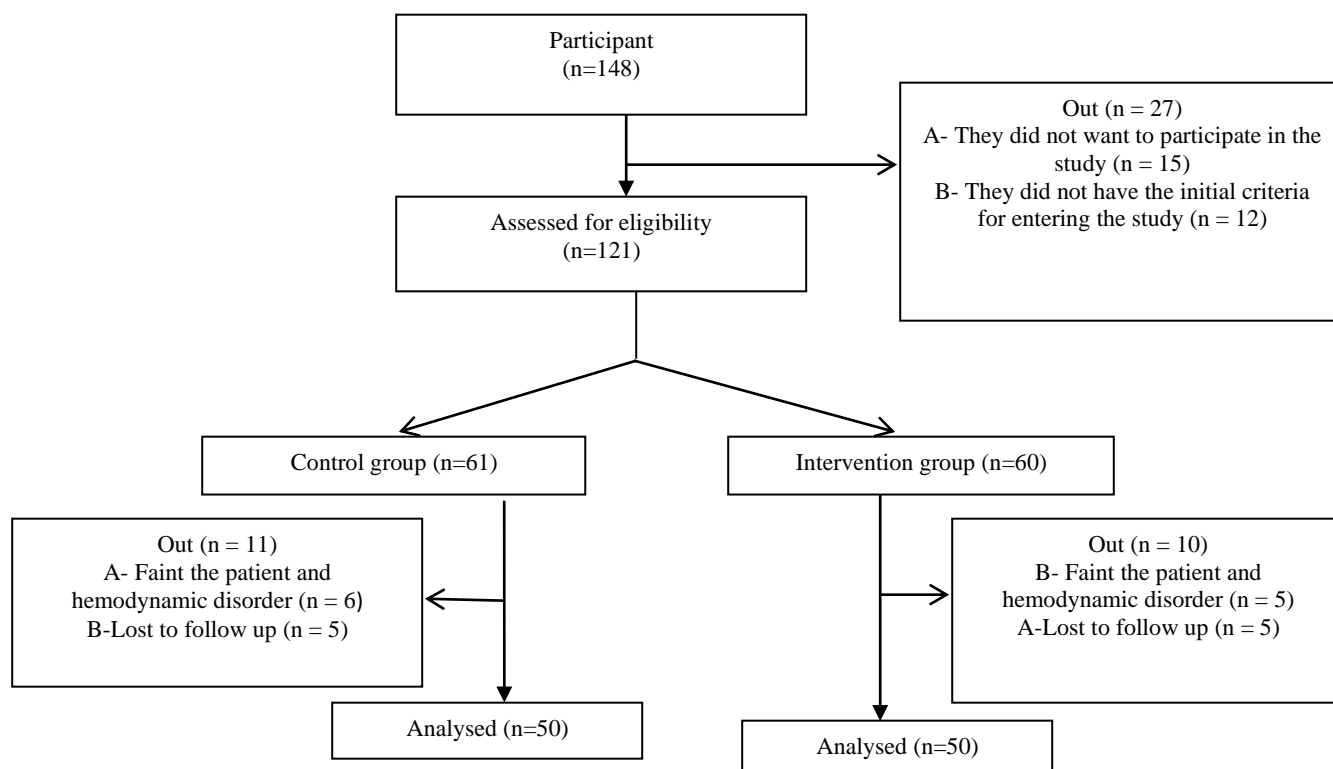 Participant
(n=148)
Out (n = 27)
A- They did not want to participate in the
study (n = 15)
B- They did not have the initial criteria
for entering the study (n = 12)
Assessed for eligibility
(n=121)
Control group (n=61)
Intervention group (n=60)
Out (n = 11)
A- Faint the patient and
hemodynamic disorder (n = 6)
B-Lost to follow up (n = 5)
Out (n = 10)
B- Faint the patient and
hemodynamic disorder (n = 5)
A-Lost to follow up (n = 5)
Analysed (n=50)
Analysed (n=50)